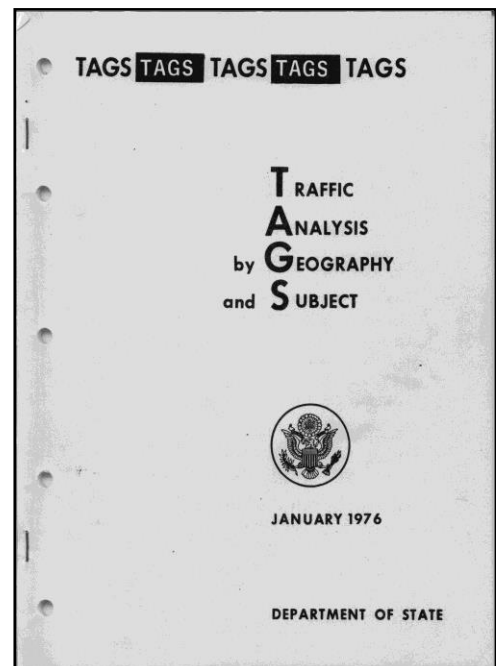 TAGS TAGS TAGS TAGS TAGS
TRAFFIC
ANALYSIS
by GEOGRAPHY
and SUBJECT
JANUARY 1976
DEPARTMENT OF STATE